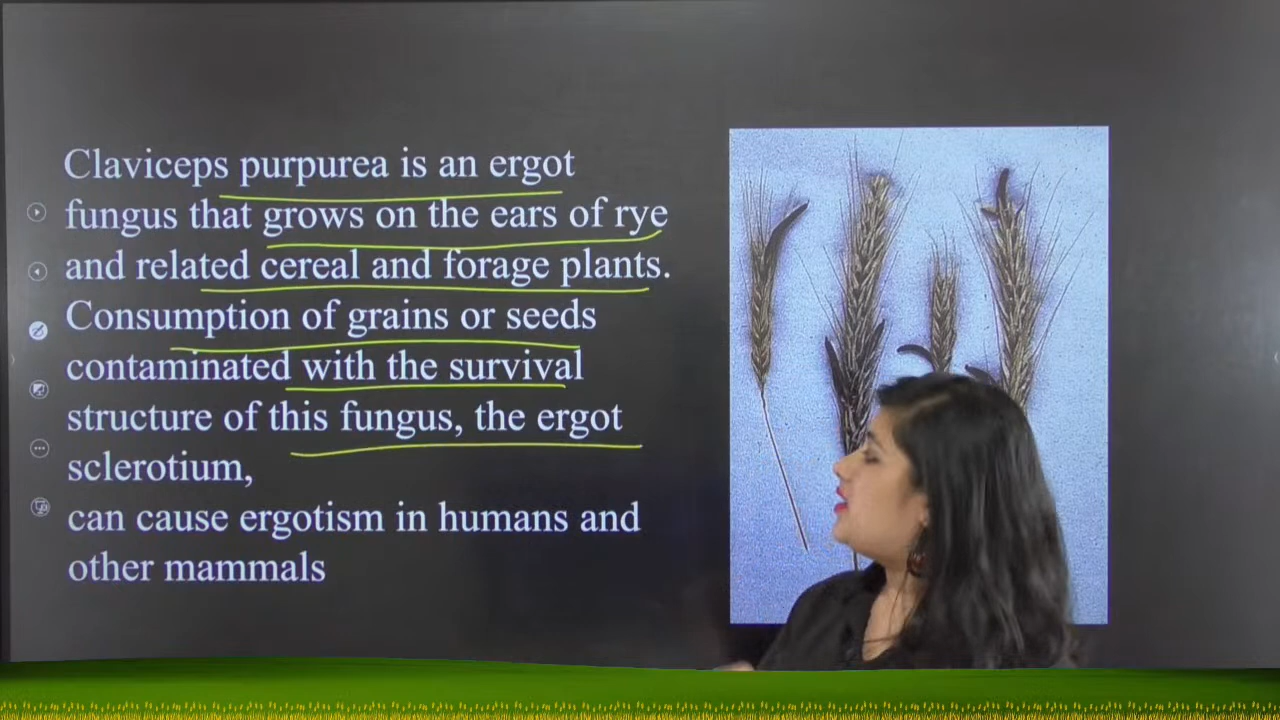 Claviceps purpurea is an ergot
fungus that grows on the ears of rye
and related cereal and forage plants.
Consumption of grains or seeds
contaminated with the survival
structure of this fungus, the ergot
sclerotium,
can cause ergotism in humans and
other mammals